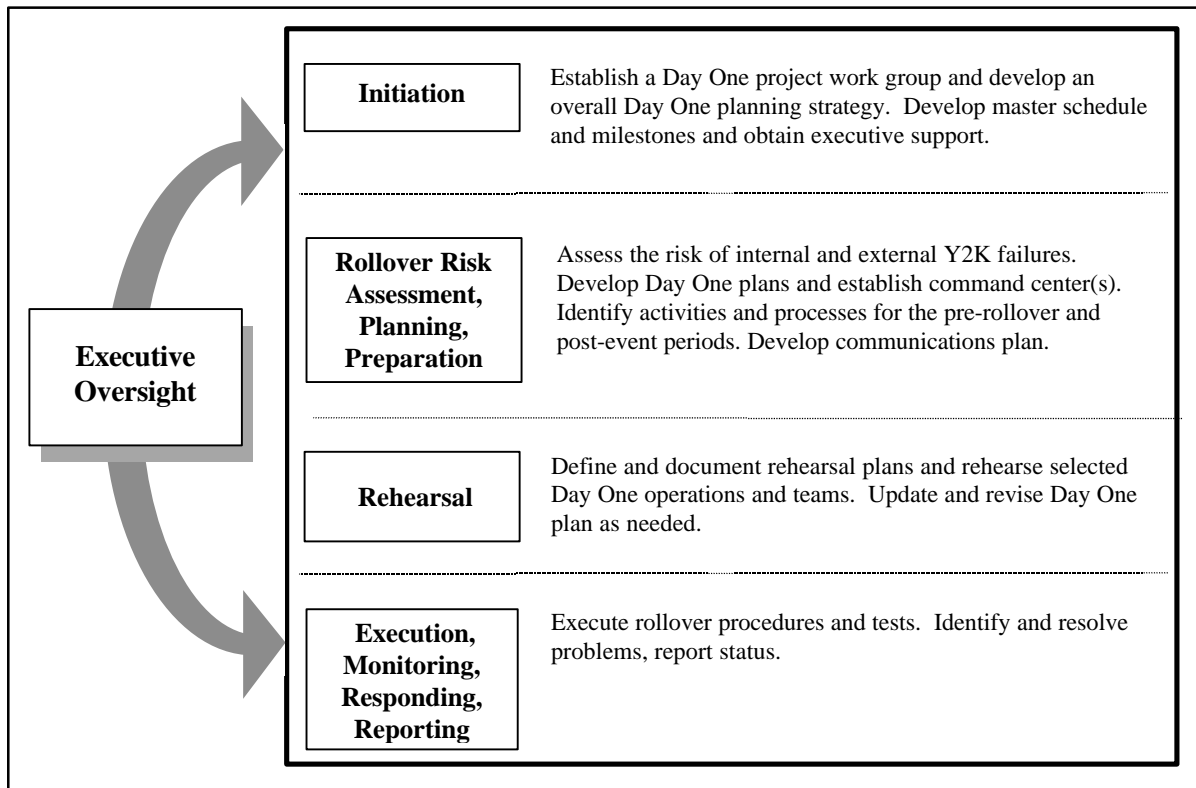 Executive
Oversight
Initiation
Establish a Day One project work group and develop an
overall Day One planning strategy.  Develop master schedule
and milestones and obtain executive support.
Rollover Risk
Assessment,
Planning,
Preparation
Assess the risk of internal and external Y2K failures.
Develop Day One plans and establish command center(s).
Identify activities and processes for the pre-rollover and
post-event periods. Develop communications plan.
Rehearsal
Define and document rehearsal plans and rehearse selected
Day One operations and teams.  Update and revise Day One
plan as needed.
Execution,
Monitoring,
Responding,
Reporting
Execute rollover procedures and tests.  Identify and resolve
problems, report status.